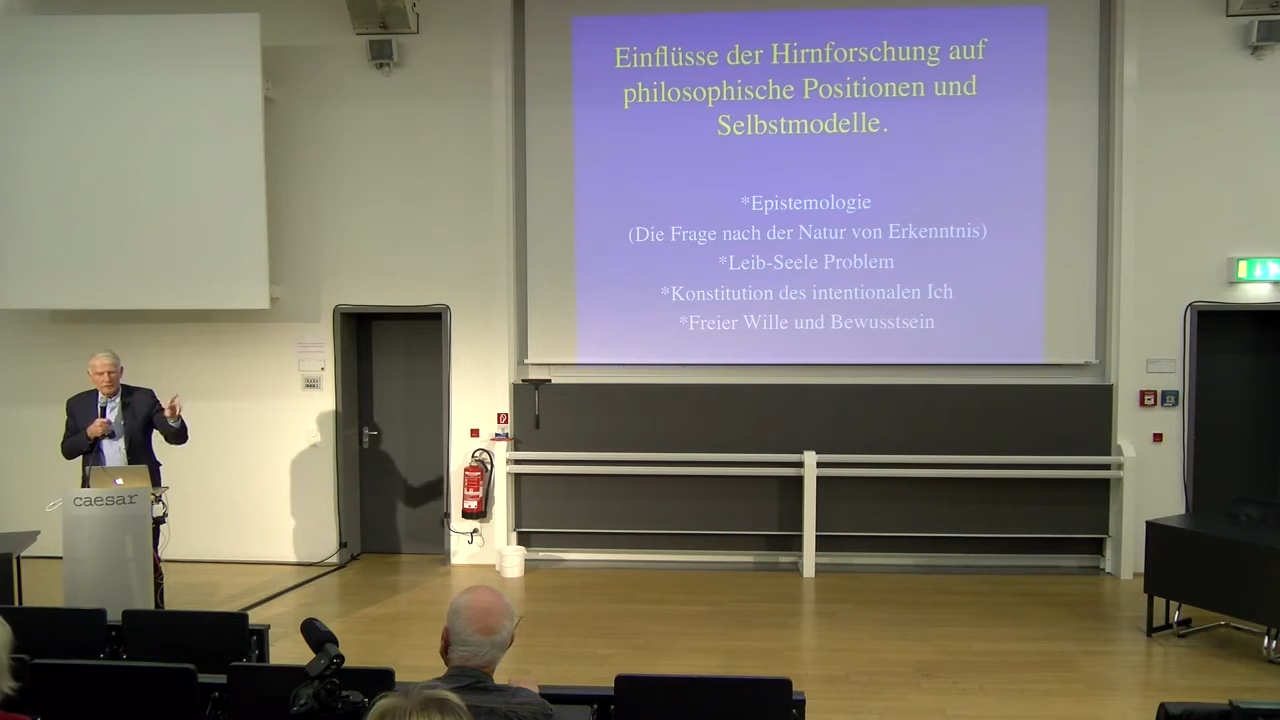 Einflüsse der Hirnforschung auf
philosophische Positionen und
Selbstmodelle.
*Epistemologie
(Die Frage nach der Natur von Erkenntnis)
*Leib-Seele Problem
*Konstitution des intentionalen Ich
*Freier Wille und Bewusstsein
caesar